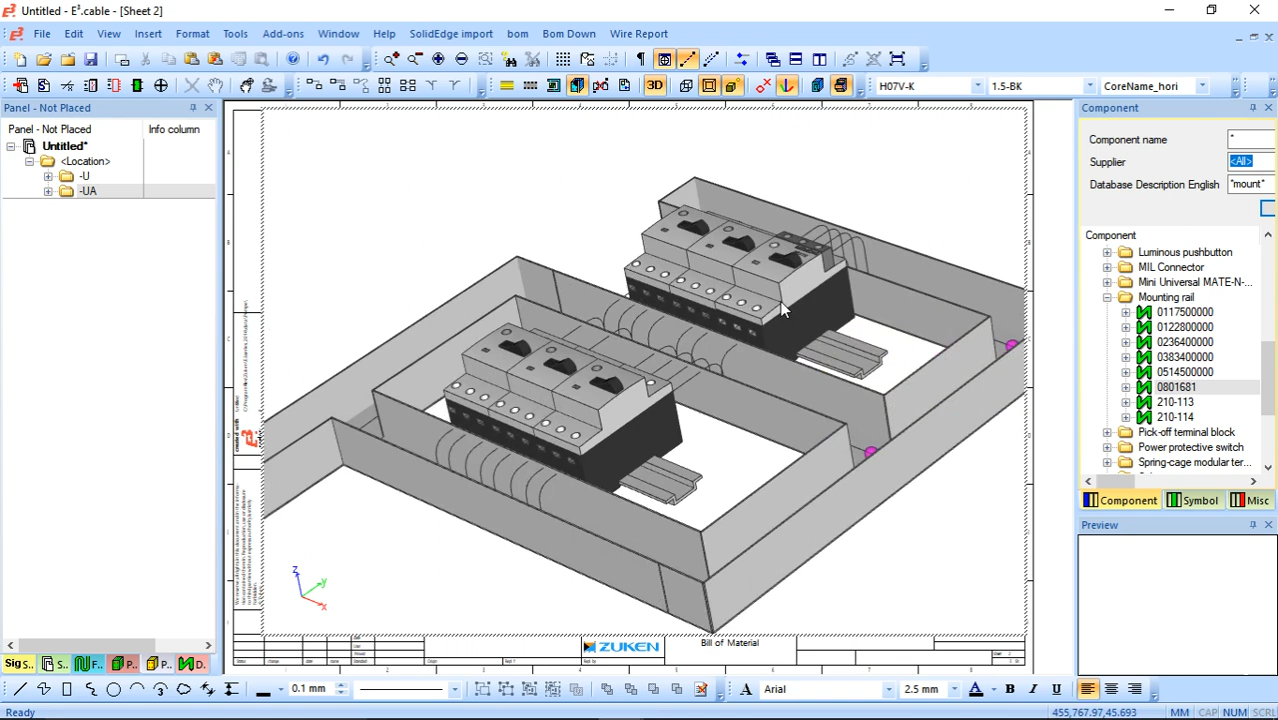 Untitled - E³.cable - [Sheet 2]
File Edit View Insert Format Tools Add-ons Window Help SolidEdge import bom Bom Down Wire Report
3D H07V-K 1.5-BK CoreName_hori
Panel - Not Placed
Panel - Not Placed Info column
Untitled*
<Location>
-U
-UA
Sig S.. S.. F.. P.. P.. D..
z
y
x
ZUKEN
Bill of Material
Component
Component name *
Supplier <All>
Database Description English *mount*
Component
Luminous pushbutton
MIL Connector
Mini Universal MATE-N-...
Mounting rail
0117500000
0122800000
0236400000
0383400000
0514500000
0801681
210-113
210-114
Pick-off terminal block
Power protective switch
Spring-cage modular ter...
Component Symbol Misc
Preview
0.1 mm A Arial 2.5 mm A B I U
Ready 455,767.97,45.693 MM CAP NUM SCRL